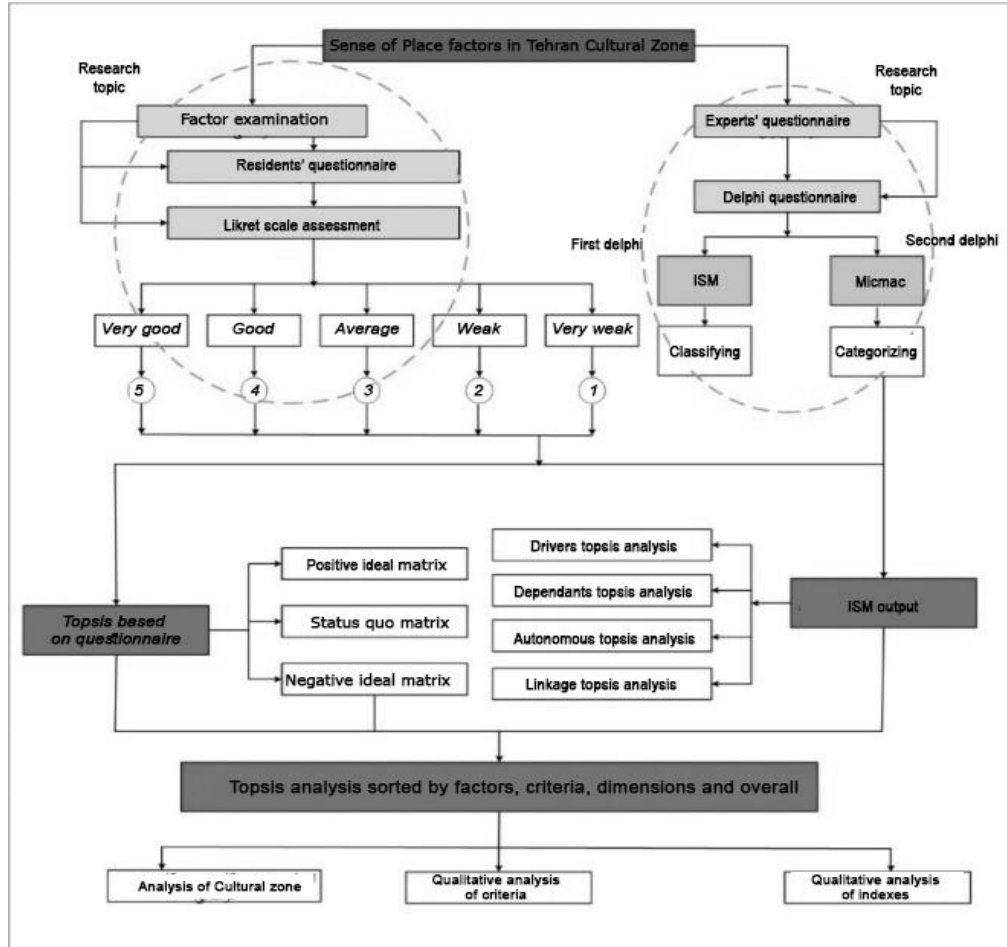 Sense of Place factors in Tehran Cultural Zone
Research
topic
Research
topic
Factor examination
Experts' questionnaire
Residents' questionnaire
Delphi questionnaire
Likret scale assessment
First delphi
Second delphi
ISM
Micmac
Very good
Good
Average
Weak
Very weak
Classifying
Categorizing
5
4
3
2
1
Drivers topsis analysis
Positive ideal matrix
Dependants topsis analysis
Topsis based
on questionnaire
Status quo matrix
ISM output
Autonomous topsis analysis
Negative ideal matrix
Linkage topsis analysis
Topsis analysis sorted by factors, criteria, dimensions and overall
Analysis of Cultural zone
Qualitative analysis
of criteria
Qualitative analysis
of indexes